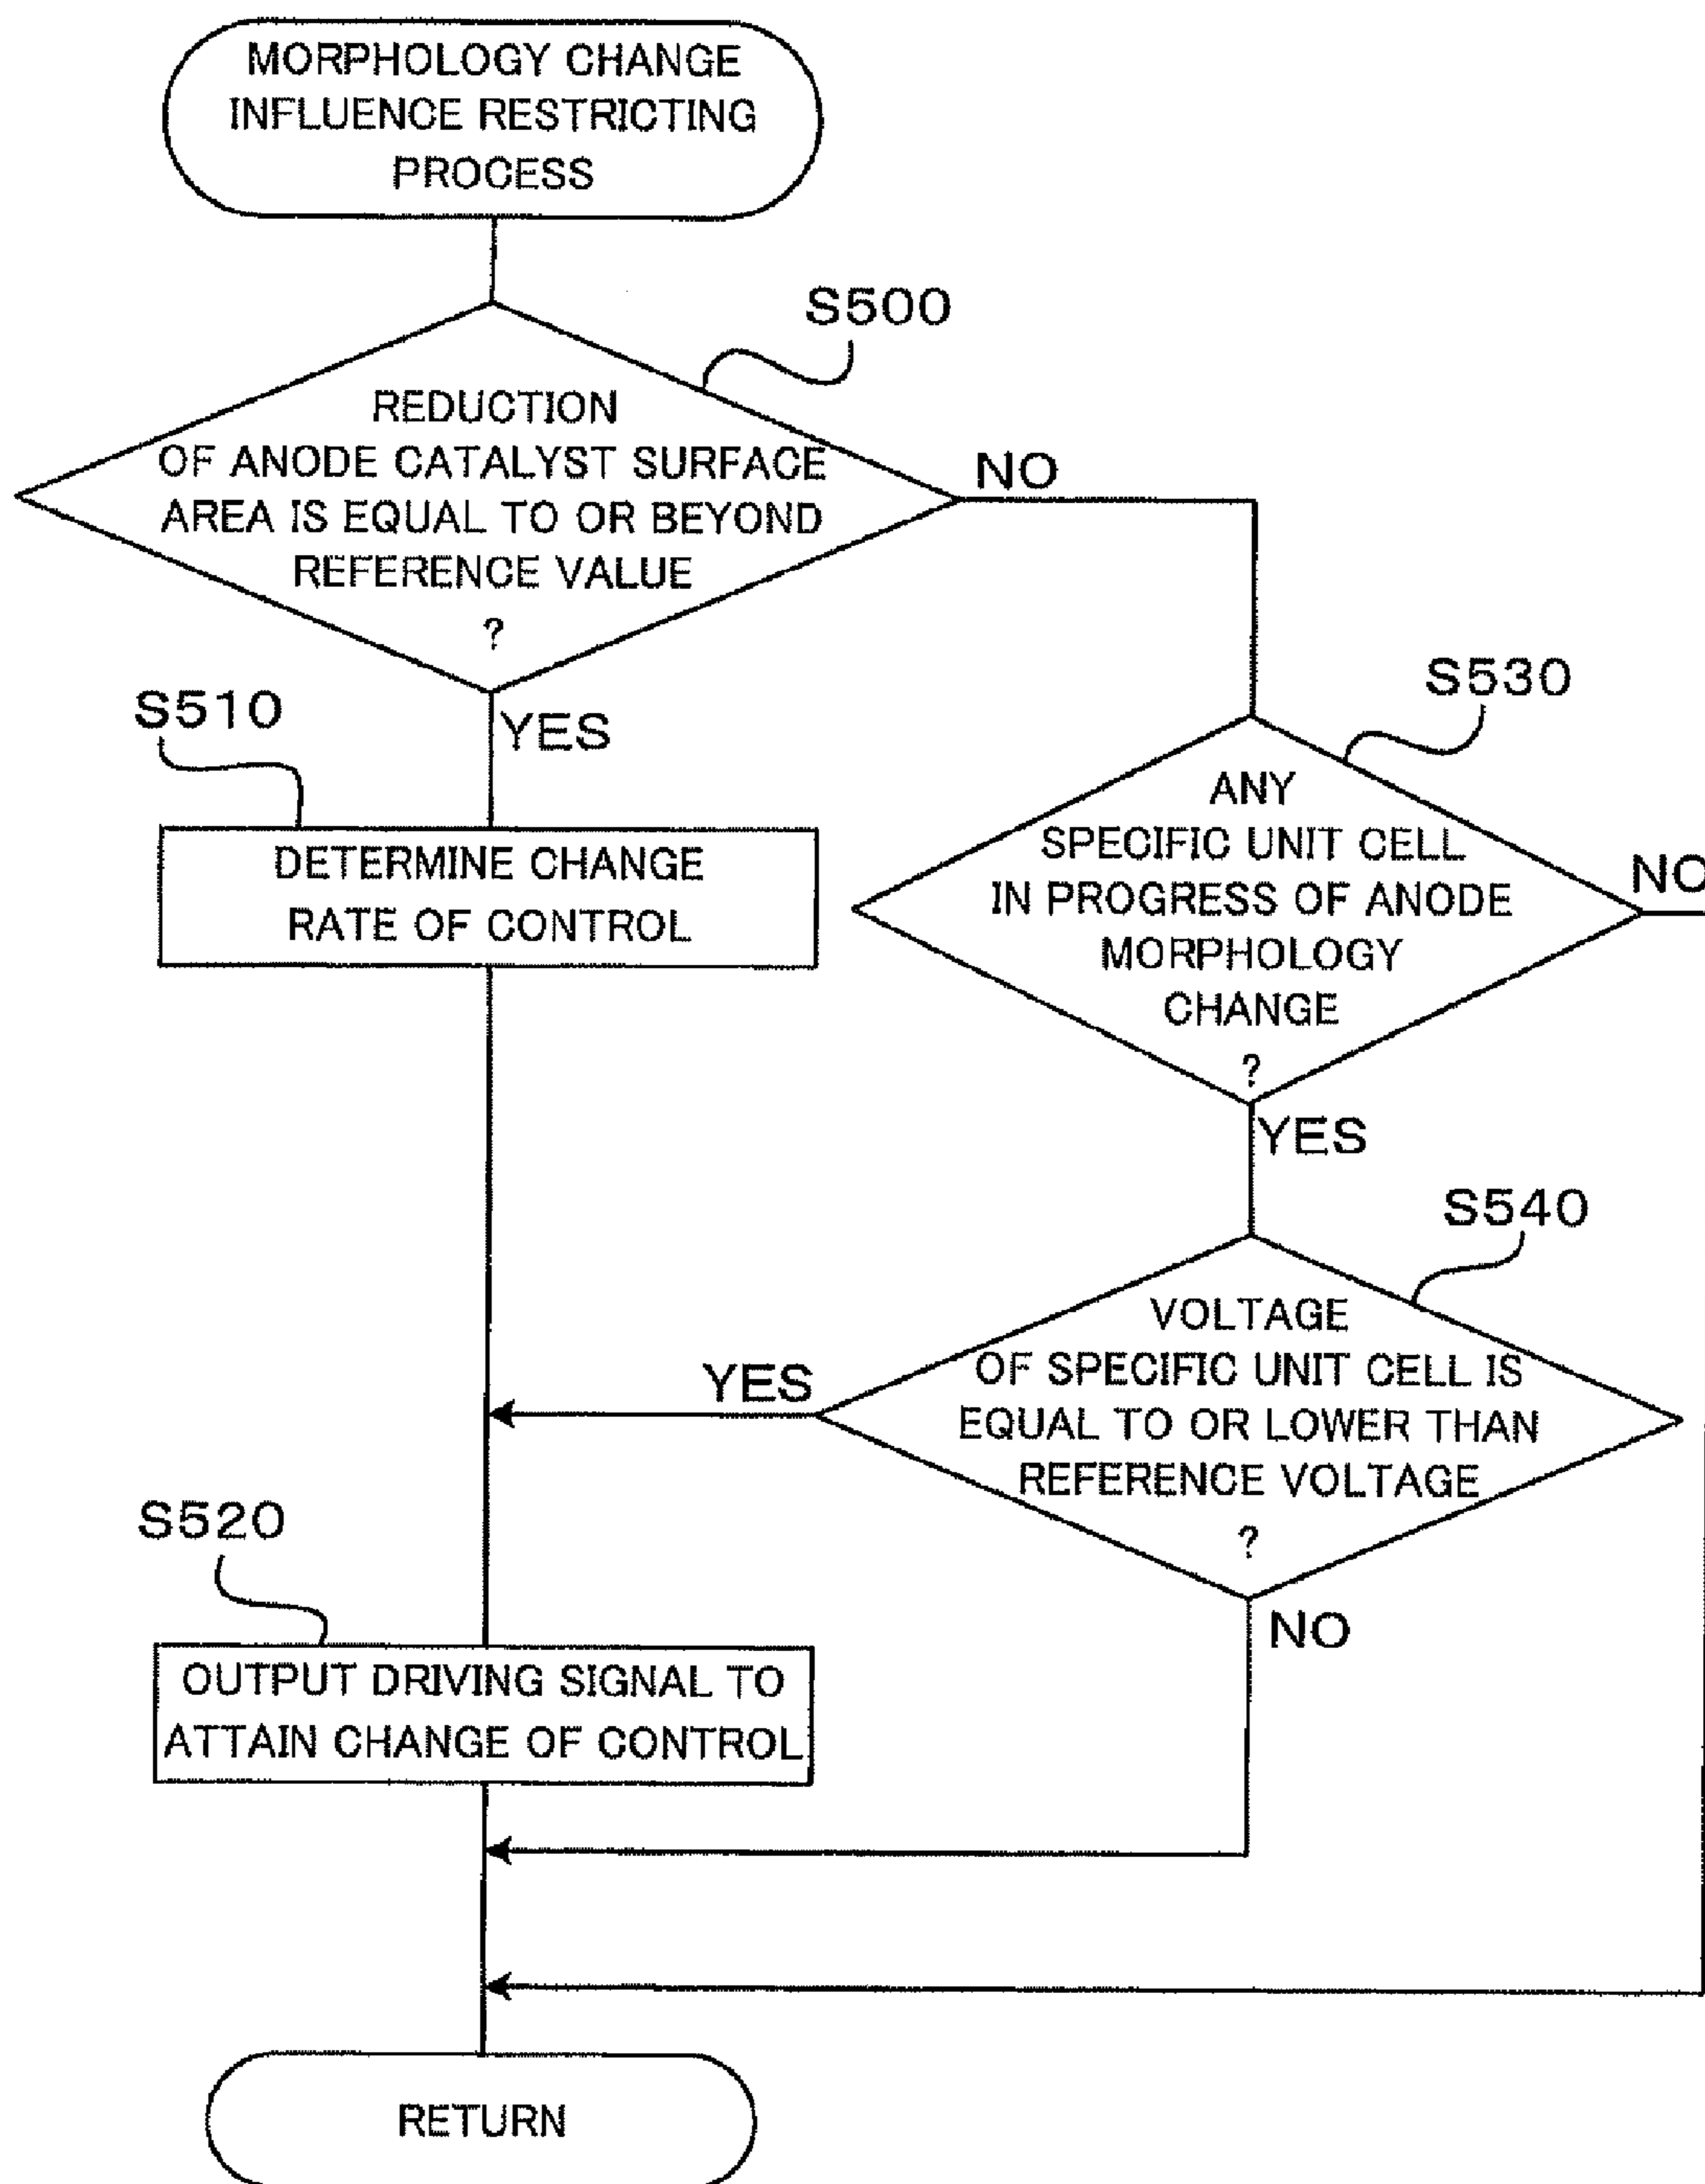 MORPHOLOGY CHANGE
INFLUENCE RESTRICTING
PROCESS
S500
REDUCTION
OF ANODE CATALYST SURFACE
AREA IS EQUAL TO OR BEYOND
REFERENCE VALUE
?
NO
YES
S510
DETERMINE CHANGE
RATE OF CONTROL
S530
ANY
SPECIFIC UNIT CELL
IN PROGRESS OF ANODE
MORPHOLOGY
CHANGE
?
NO
YES
S540
VOLTAGE
OF SPECIFIC UNIT CELL IS
EQUAL TO OR LOWER THAN
REFERENCE VOLTAGE
?
YES
NO
S520
OUTPUT DRIVING SIGNAL TO
ATTAIN CHANGE OF CONTROL
RETURN